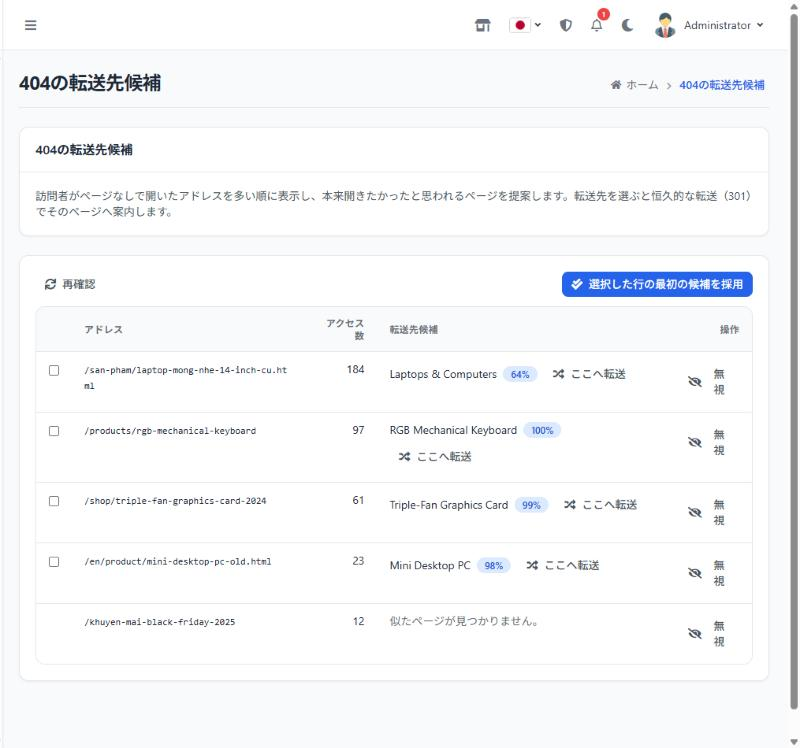 1
Administrator
404の転送先候補
ホーム > 404の転送先候補
404の転送先候補
訪問者がページなしで開いたアドレスを多い順に表示し、本来開きたかったと思われるページを提案します。転送先を選ぶと恒久的な転送（301）
でそのページへ案内します。
再確認
選択した行の最初の候補を採用
アドレス
アクセス
数
転送先候補
操作
/san-pham/laptop-mong-nhe-14-inch-cu.ht
ml
184
Laptops & Computers 64% ここへ転送
無
視
/products/rgb-mechanical-keyboard
97
RGB Mechanical Keyboard 100%
ここへ転送
無
視
/shop/triple-fan-graphics-card-2024
61
Triple-Fan Graphics Card 99% ここへ転送
無
視
/en/product/mini-desktop-pc-old.html
23
Mini Desktop PC 98% ここへ転送
無
視
/khuyen-mai-black-friday-2025
12
似たページが見つかりません。
無
視